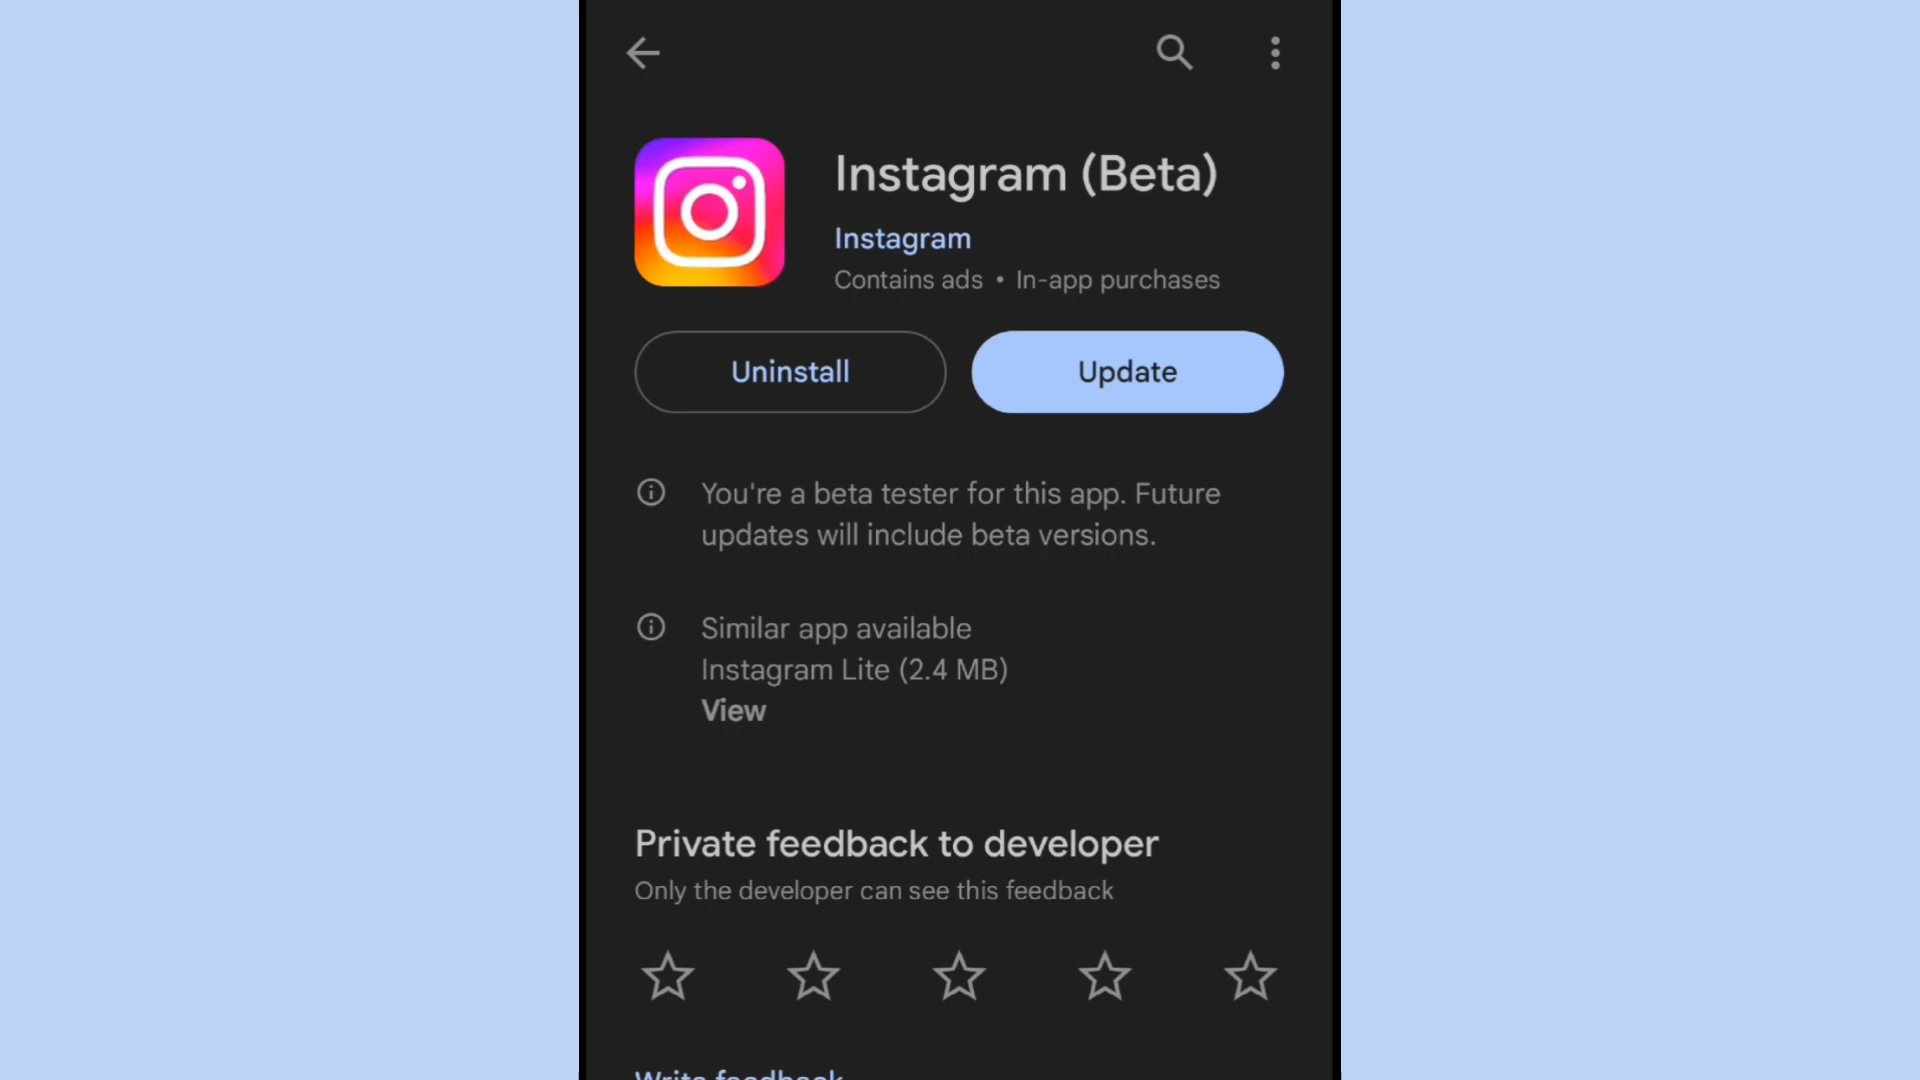 Instagram (Beta)
Instagram
Contains ads • In-app purchases
Uninstall
Update
You're a beta tester for this app. Future
updates will include beta versions.
Similar app available
Instagram Lite (2.4 MB)
View
Private feedback to developer
Only the developer can see this feedback
Write feedback